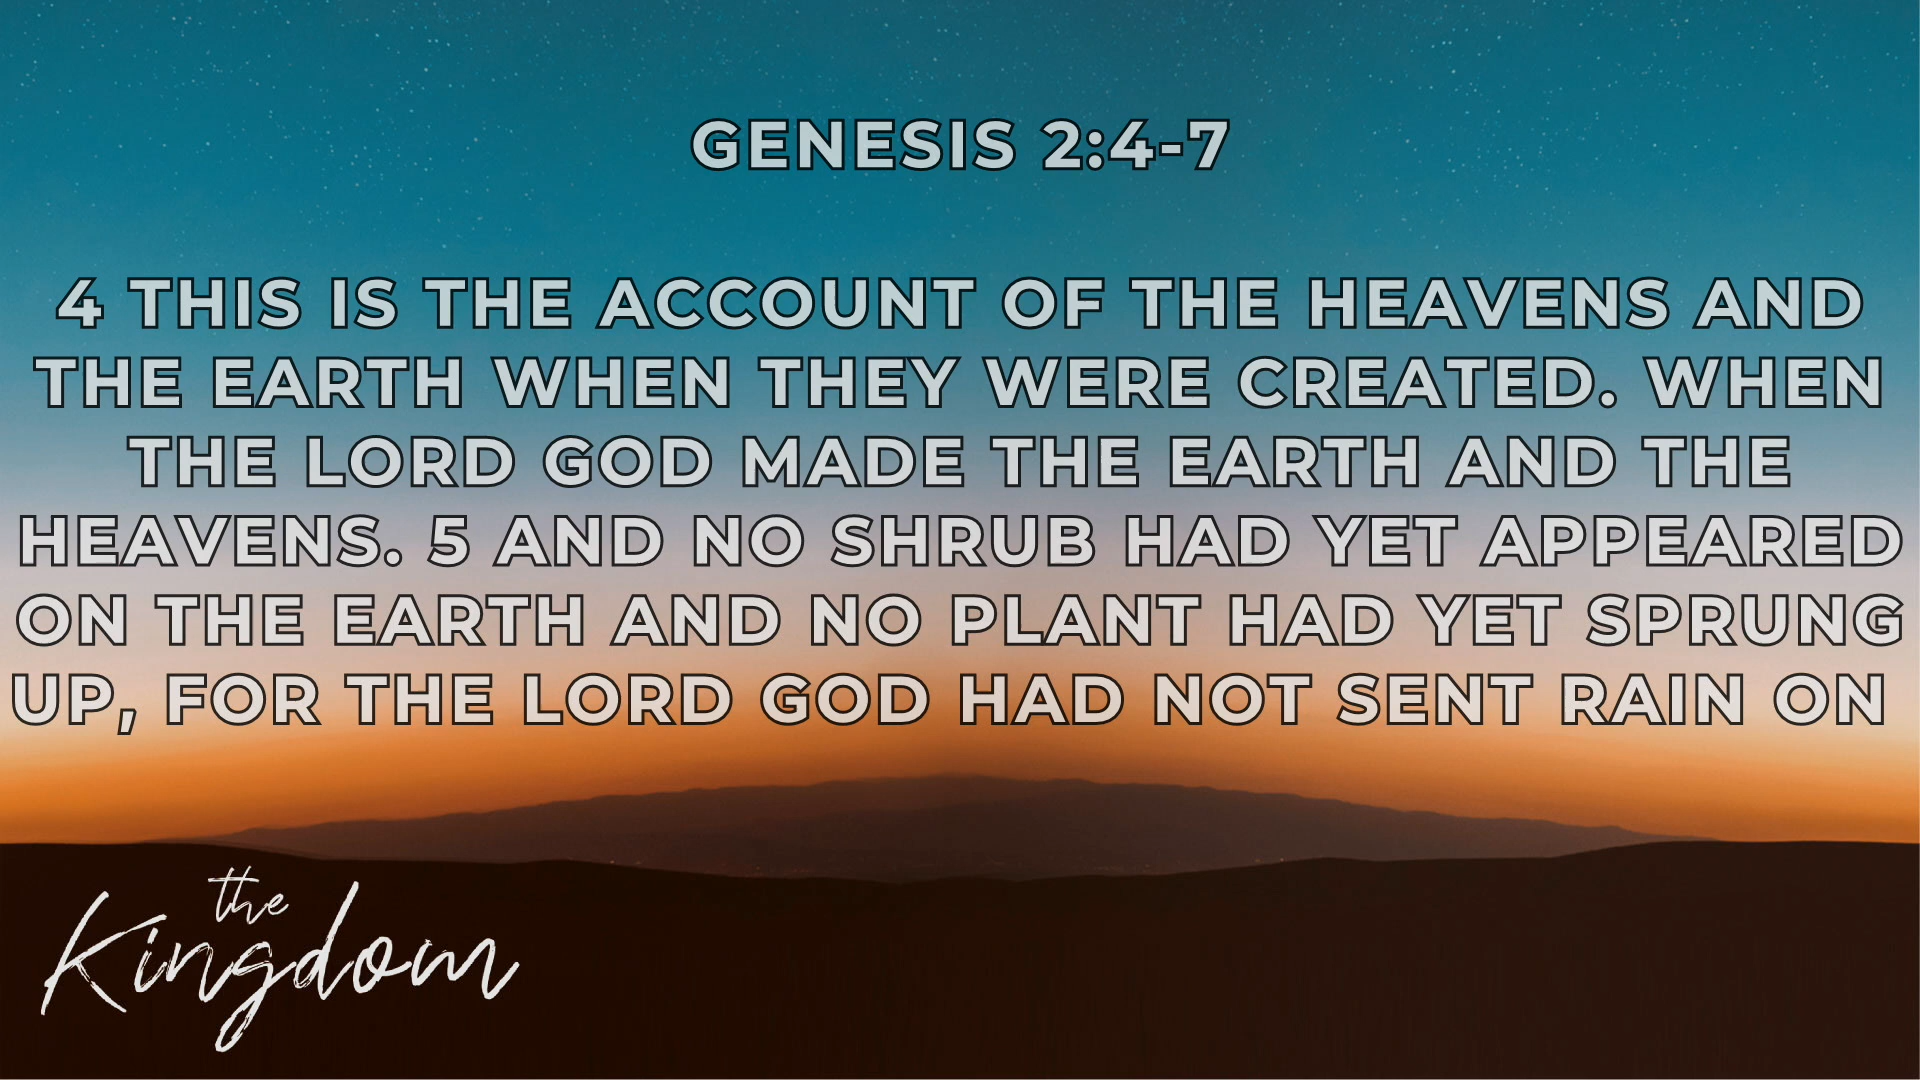 GENESIS 2:4-7
4 THIS IS THE ACCOUNT OF THE HEAVENS AND
THE EARTH WHEN THEY WERE CREATED. WHEN
THE LORD GOD MADE THE EARTH AND THE
HEAVENS. 5 AND NO SHRUB HAD YET APPEARED
ON THE EARTH AND NO PLANT HAD YET SPRUNG
UP, FOR THE LORD GOD HAD NOT SENT RAIN ON
the
Kingdom